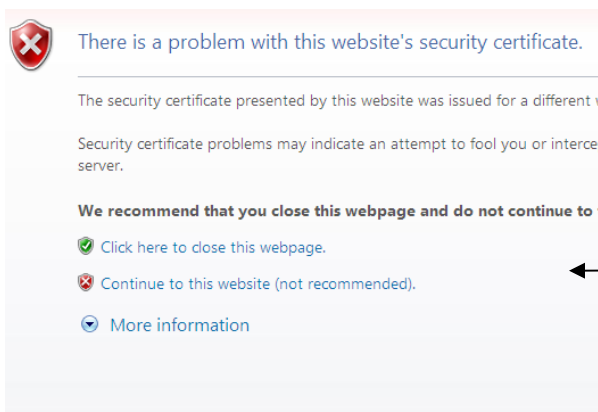 There is a problem with this website's security certificate.
The security certificate presented by this website was issued for a different
Security certificate problems may indicate an attempt to fool you or interce
server.
We recommend that you close this webpage and do not continue to
Click here to close this webpage.
Continue to this website (not recommended).
More information